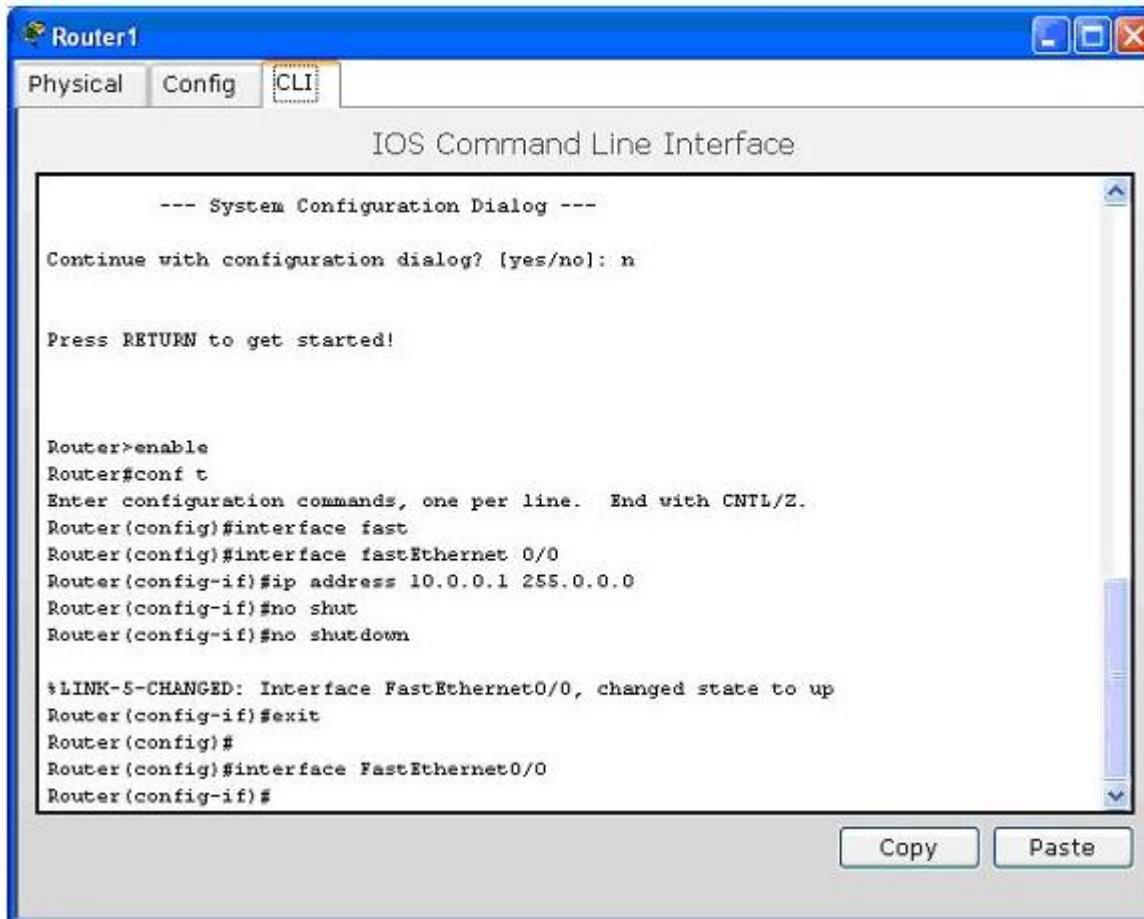 Router1
Physical Config CLI
IOS Command Line Interface
--- System Configuration Dialog ---
Continue with configuration dialog? [yes/no]: n
Press RETURN to get started!
Router>enable
Router#conf t
Enter configuration commands, one per line.  End with CNTL/Z.
Router(config)#interface fast
Router(config)#interface fastEthernet 0/0
Router(config-if)#ip address 10.0.0.1 255.0.0.0
Router(config-if)#no shut
Router(config-if)#no shutdown
%LINK-5-CHANGED: Interface FastEthernet0/0, changed state to up
Router(config-if)#exit
Router(config)#
Router(config)#interface FastEthernet0/0
Router(config-if)#
Copy Paste